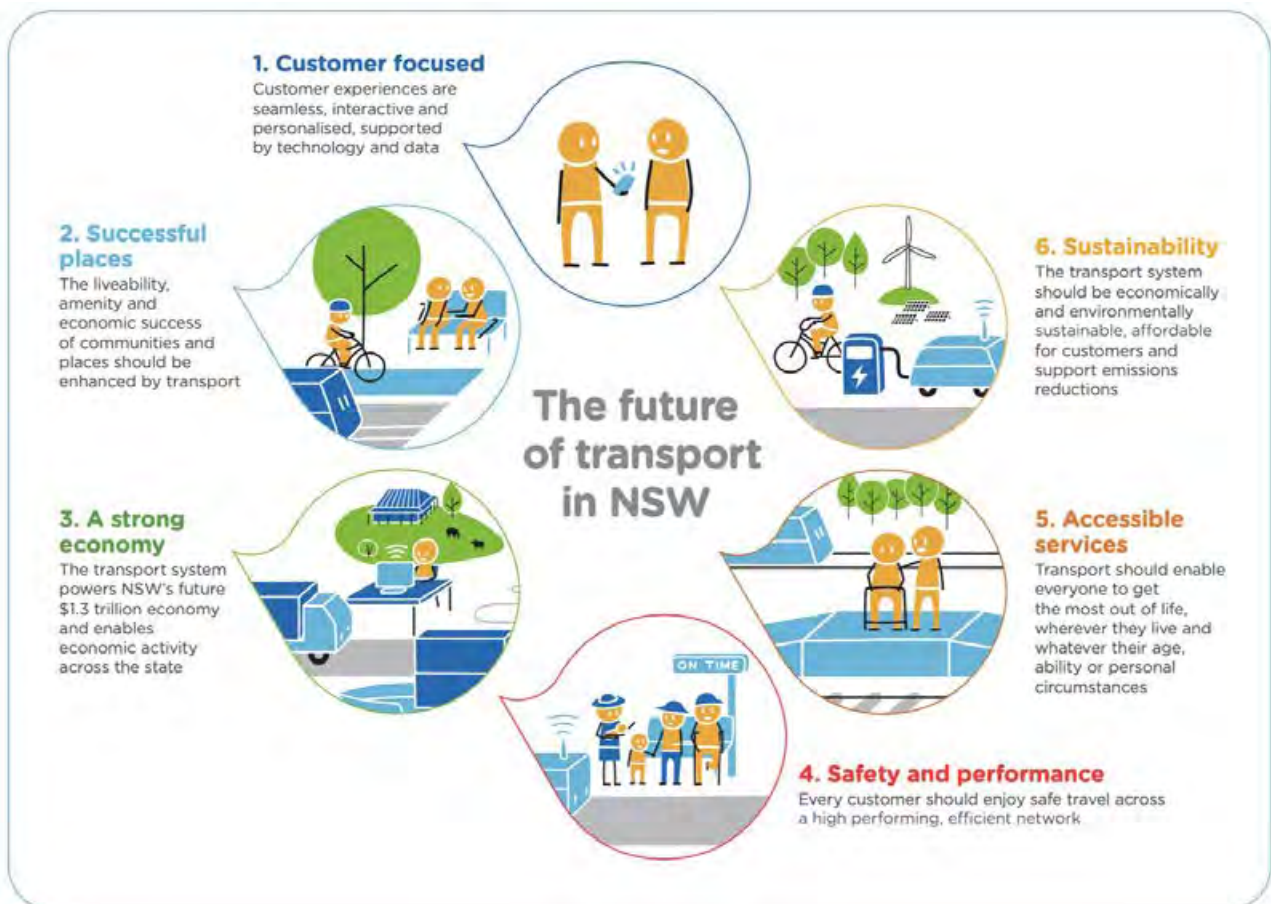 1. Customer focused
Customer experiences are
seamless, interactive and
personalised, supported
by technology and data
2. Successful
places
The liveability,
amenity and
economic success
of communities and
places should be
enhanced by transport
3. A strong
economy
The transport system
powers NSW's future
$1.3 trillion economy
and enables
economic activity
across the state
The future
of transport
in NSW
ON TIME
4. Safety and performance
Every customer should enjoy safe travel across
a high performing, efficient network
5. Accessible
services
Transport should enable
everyone to get
the most out of life,
wherever they live and
whatever their age,
ability or personal
circumstances
6. Sustainability
The transport system
should be economically
and environmentally
sustainable, affordable
for customers and
support emissions
reductions